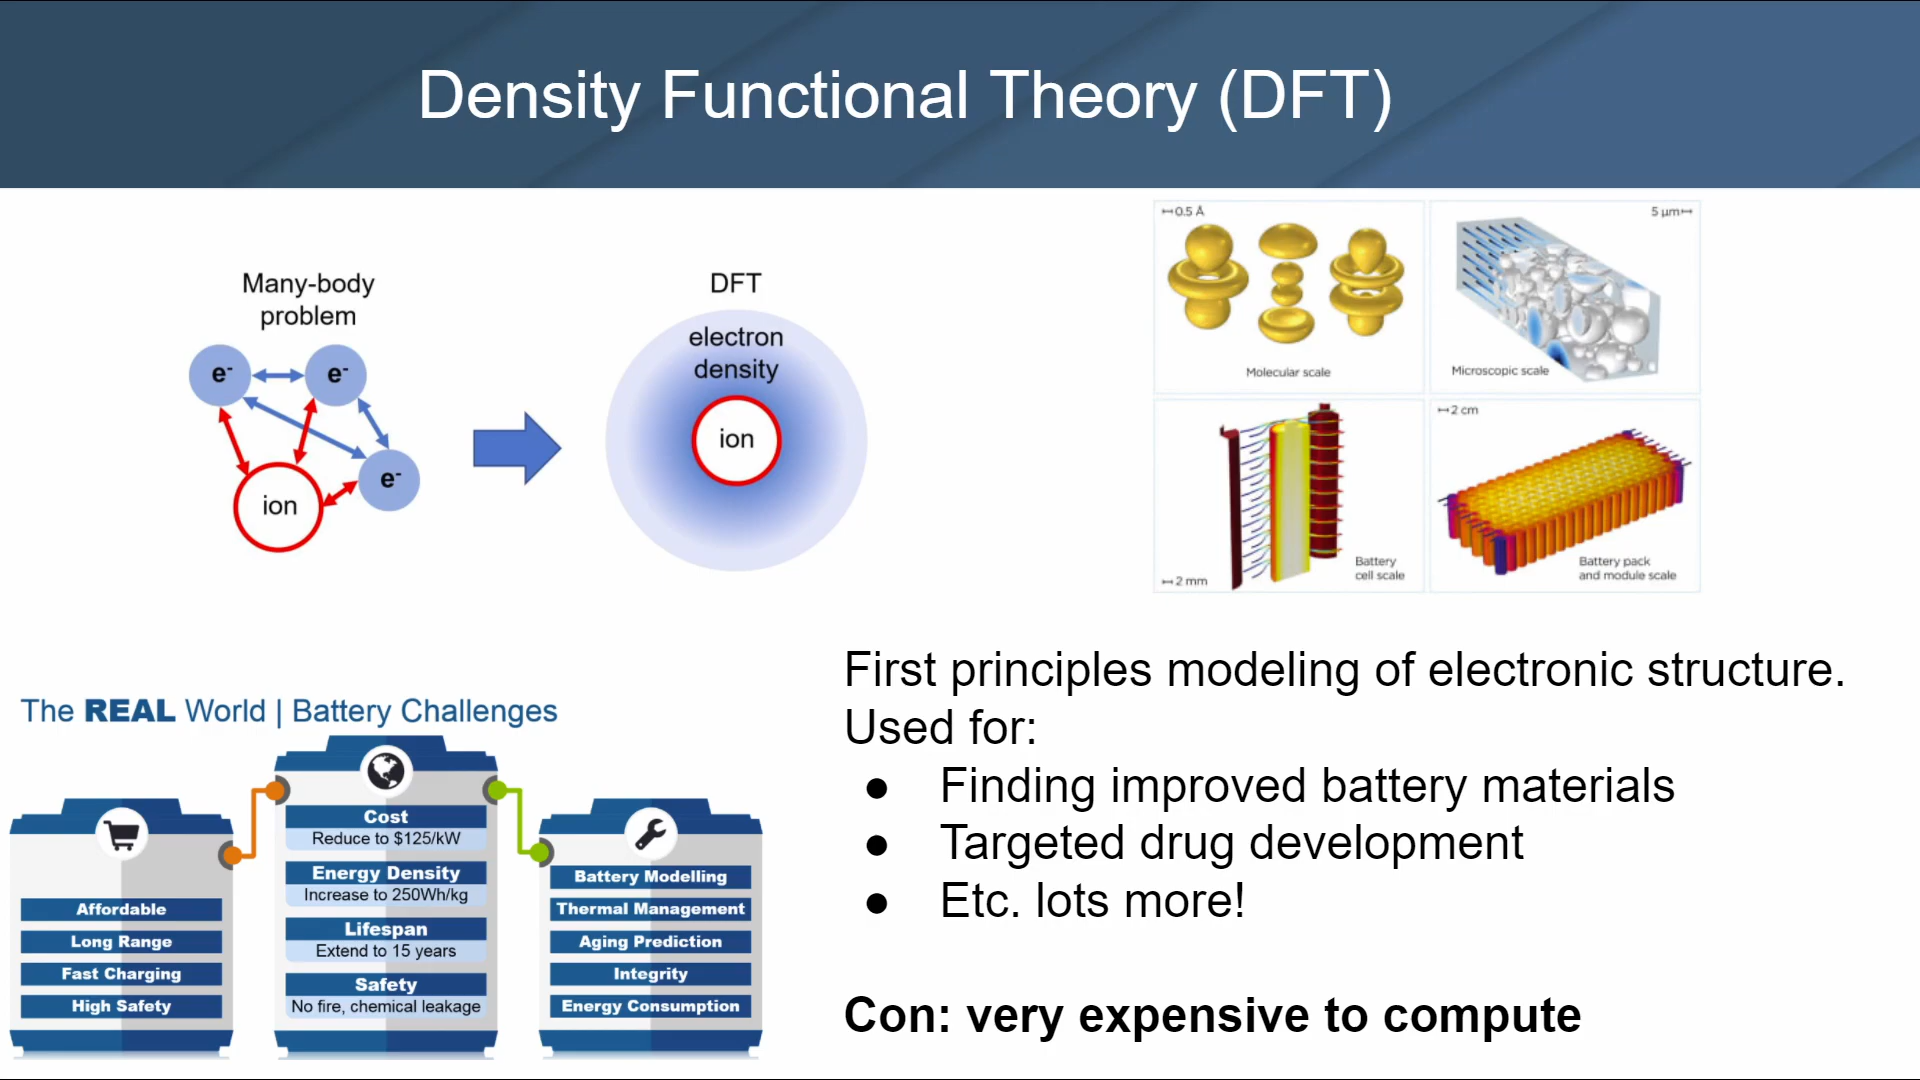 Density Functional Theory (DFT)
Many-body
problem
e-
e-
e-
ion
DFT
electron
density
ion
0.5 Å
Molecular scale
5 µm
Microscopic scale
Battery
cell scale
2 mm
2 cm
Battery pack
and module scale
The REAL World | Battery Challenges
Affordable
Long Range
Fast Charging
High Safety
Cost
Reduce to $125/kW
Energy Density
Increase to 250Wh/kg
Lifespan
Extend to 15 years
Safety
No fire, chemical leakage
Battery Modelling
Thermal Management
Aging Prediction
Integrity
Energy Consumption
First principles modeling of electronic structure.
Used for:
● Finding improved battery materials
● Targeted drug development
● Etc. lots more!
Con: very expensive to compute